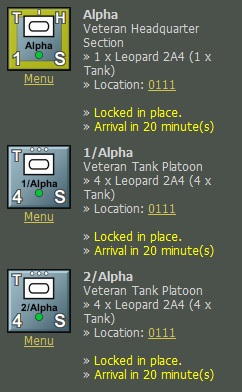 T H
Alpha
1 S
Menu
Alpha
Veteran Headquarter
Section
» 1 x Leopard 2A4 (1 x
Tank)
» Location: 0111
» Locked in place.
» Arrival in 20 minute(s)
T
1/Alpha
4 S
Menu
1/Alpha
Veteran Tank Platoon
» 4 x Leopard 2A4 (4 x
Tank)
» Location: 0111
» Locked in place.
» Arrival in 20 minute(s)
T
2/Alpha
4 S
Menu
2/Alpha
Veteran Tank Platoon
» 4 x Leopard 2A4 (4 x
Tank)
» Location: 0111
» Locked in place.
» Arrival in 20 minute(s)